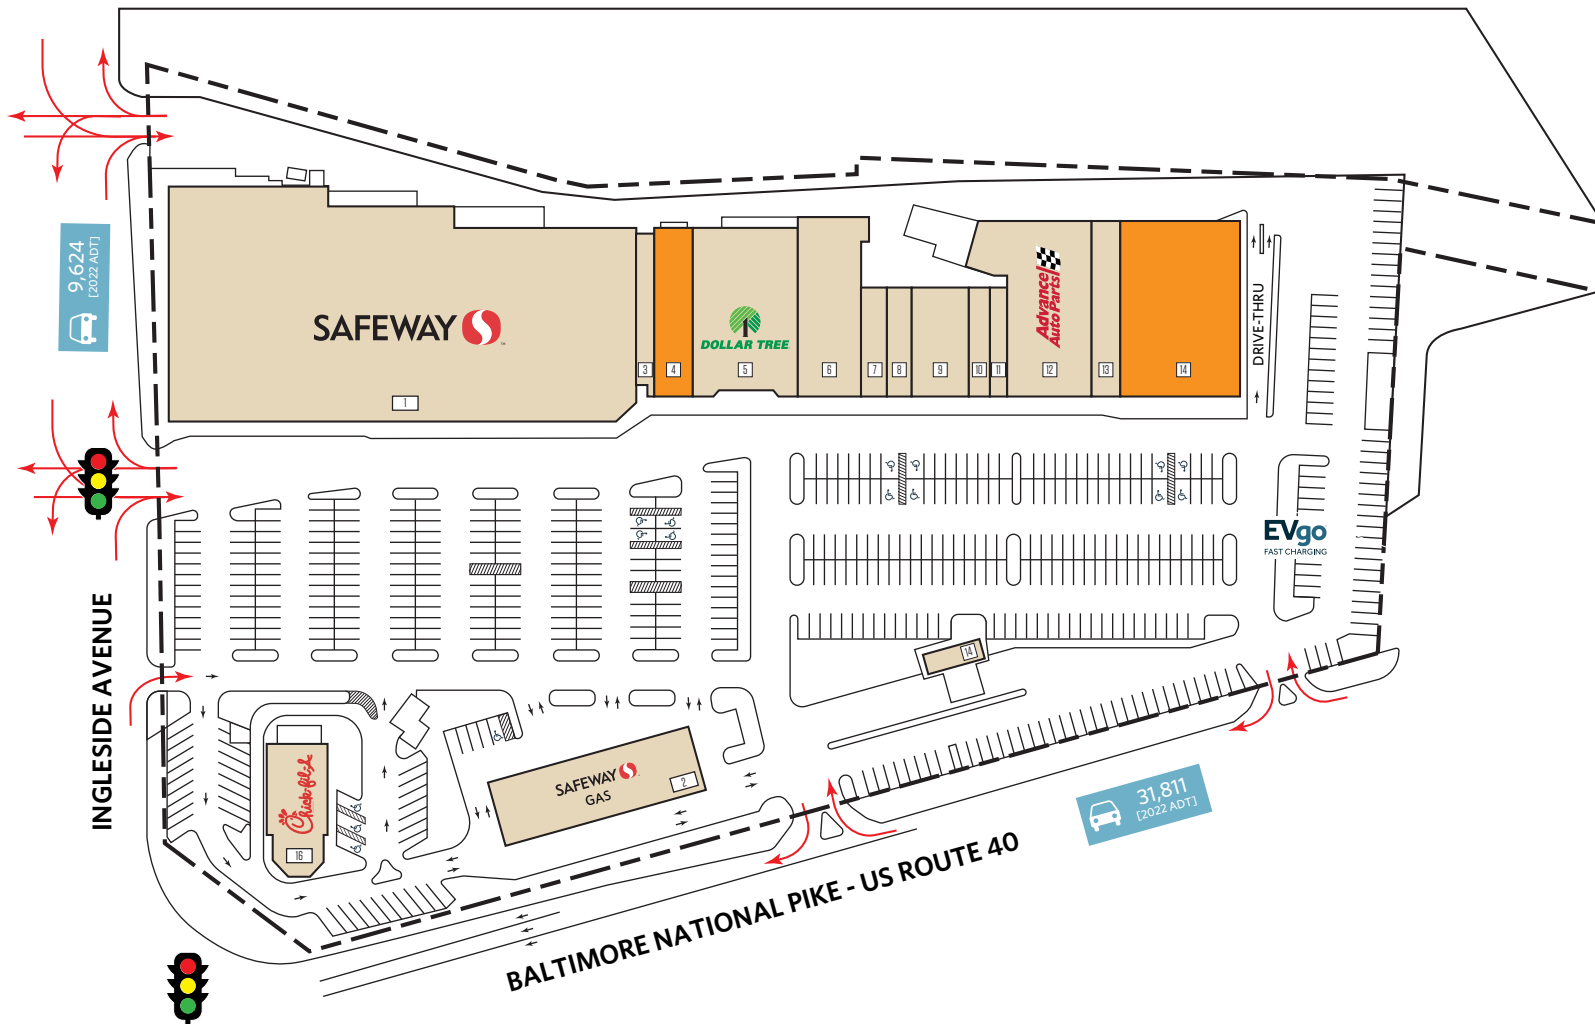 9,624
[2022 ADT]
SAFEWAY
DOLLAR TREE
Advance
Auto Parts
DRIVE-THRU
1
3
4
5
6
7
8
9
10
11
12
13
14
EVgo
FAST CHARGING
INGLESIDE AVENUE
14
Chick-fil-A
16
SAFEWAY
GAS
2
31,811
[2022 ADT]
BALTIMORE NATIONAL PIKE - US ROUTE 40